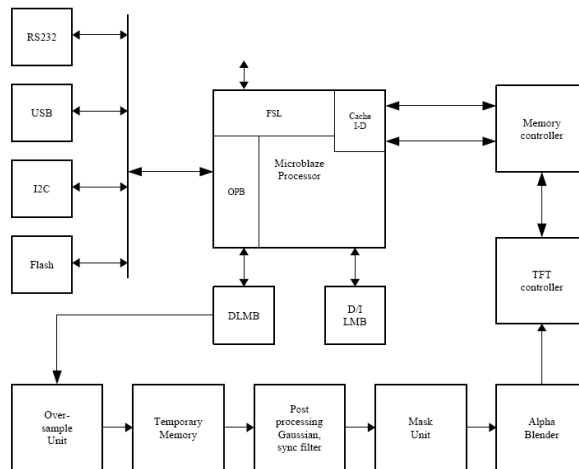 RS232
USB
I2C
Flash
FSL
Cache
I-D
Microblaze
Processor
OPB
Memory
controller
TFT
controller
DLMB
D/I
LMB
Over-
sample
Unit
Temporary
Memory
Post
processing
Gaussian,
sync filter
Mask
Unit
Alpha
Blender